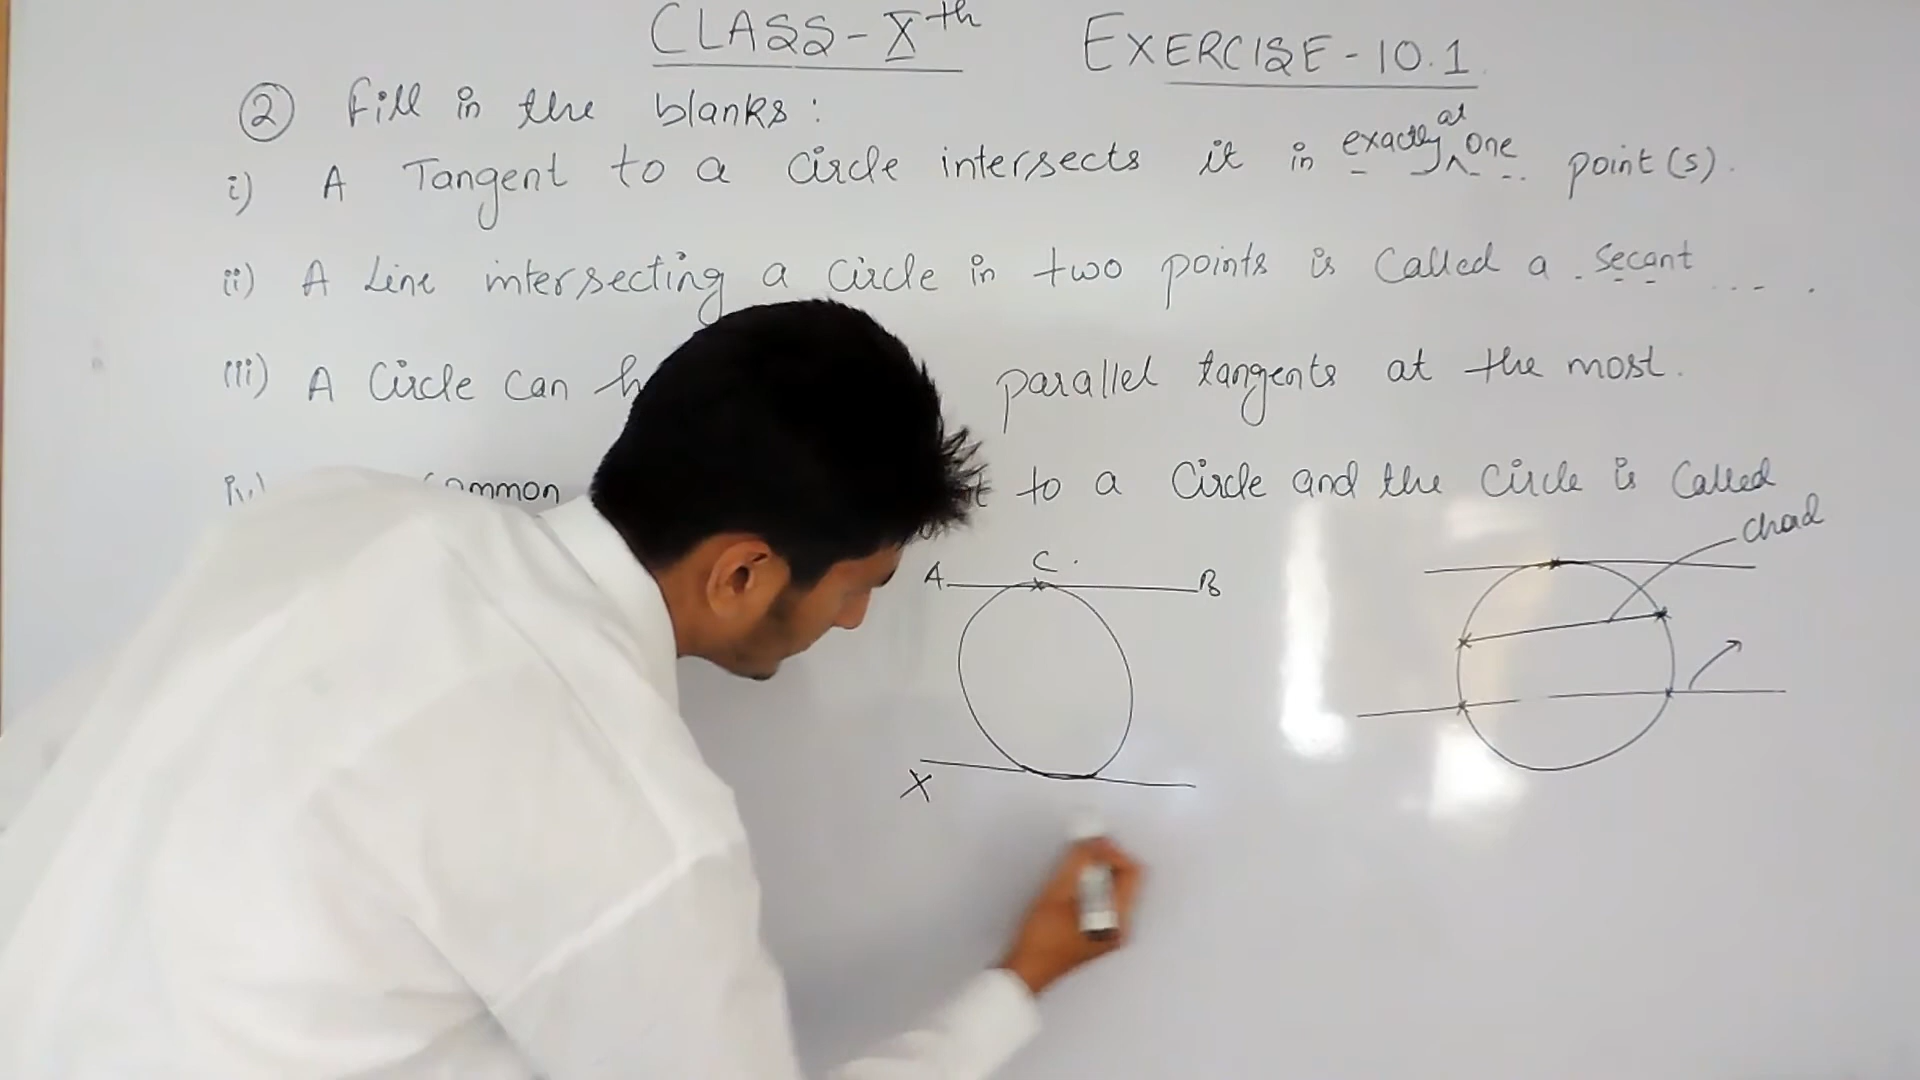 CLASS - Xth EXERCISE - 10.1
② Fill in the blanks :
i) A Tangent to a circle intersects it in exactly at one point(s).
ii) A Line intersecting a circle in two points is called a secant ....
iii) A Circle can parallel tangents at the most.
common to a Circle and the circle is called
chord
A C. B
X